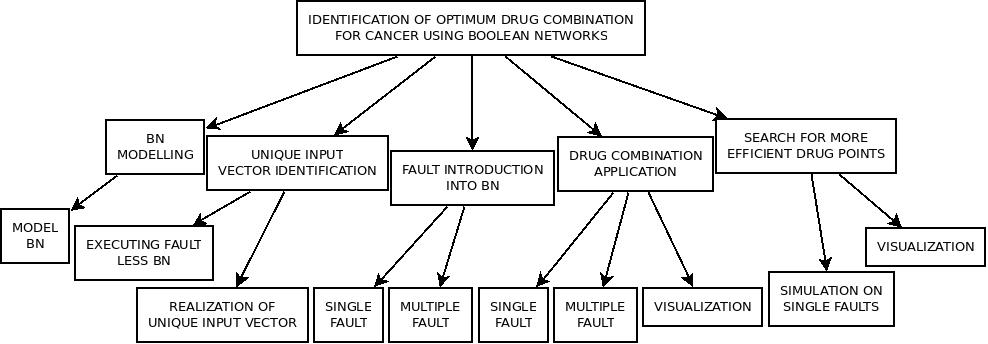 IDENTIFICATION OF OPTIMUM DRUG COMBINATION
FOR CANCER USING BOOLEAN NETWORKS
BN
MODELLING
UNIQUE INPUT
VECTOR IDENTIFICATION
FAULT INTRODUCTION
INTO BN
DRUG COMBINATION
APPLICATION
SEARCH FOR MORE
EFFICIENT DRUG POINTS
MODEL
BN
EXECUTING FAULT
LESS BN
REALIZATION OF
UNIQUE INPUT VECTOR
SINGLE
FAULT
MULTIPLE
FAULT
SINGLE
FAULT
MULTIPLE
FAULT
VISUALIZATION
SIMULATION ON
SINGLE FAULTS
VISUALIZATION